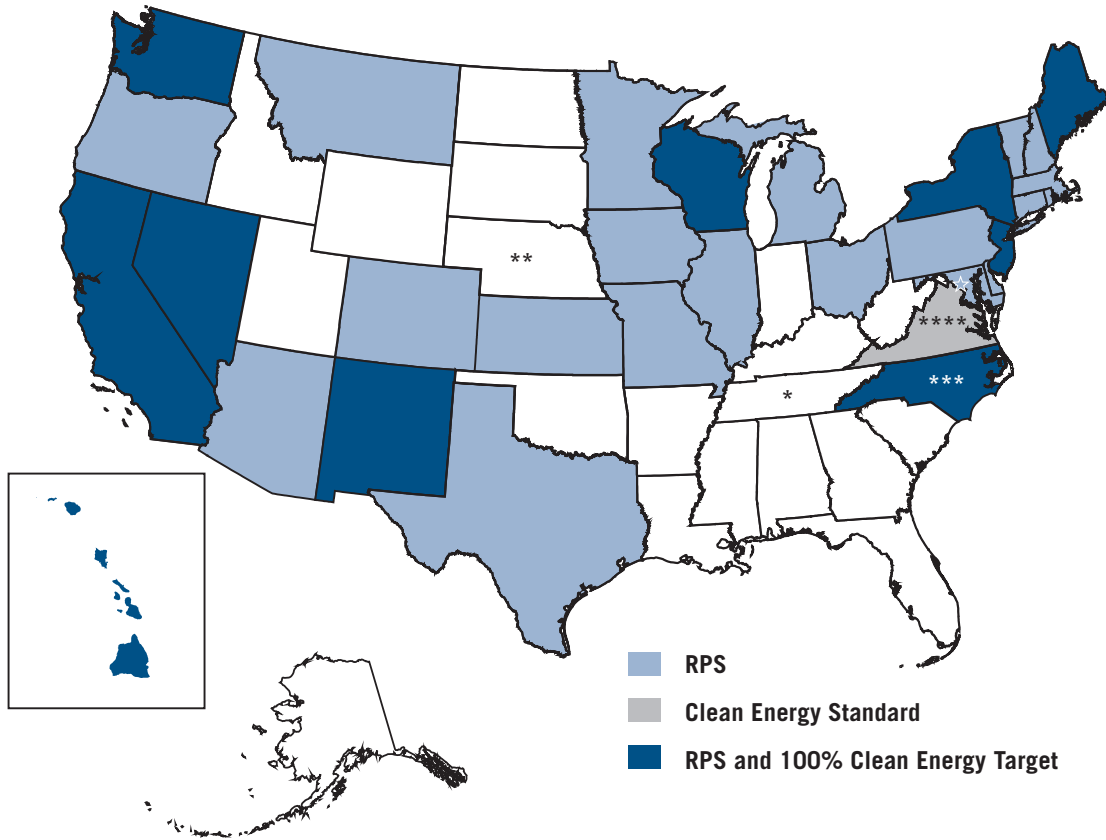 **
****
***
*
RPS
Clean Energy Standard
RPS and 100% Clean Energy Target